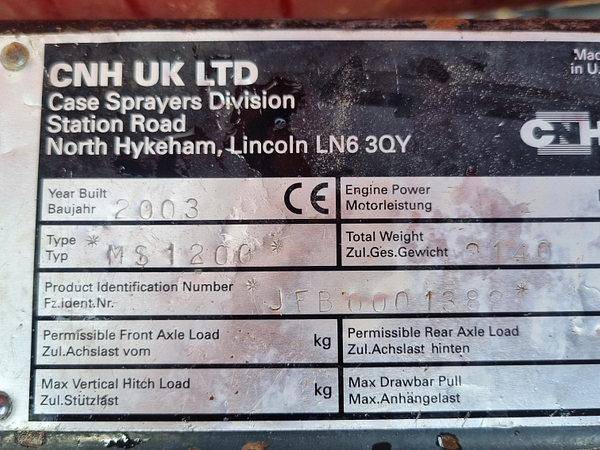 CNH UK LTD
Case Sprayers Division
Station Road
North Hykeham, Lincoln LN6 3QY
in U.
CNH
Year Built
Baujahr 2003
CE
Engine Power
Motorleistung
Type
Typ * MS1200 *
Total Weight
Zul.Ges.Gewicht 3140
Product Identification Number
Fz.ident.Nr. * JFB0001382 *
Permissible Front Axle Load
Zul.Achslast vorn kg
Permissible Rear Axle Load
Zul.Achslast hinten
Max Vertical Hitch Load
Zul.Stützlast kg
Max Drawbar Pull
Max.Anhängelast